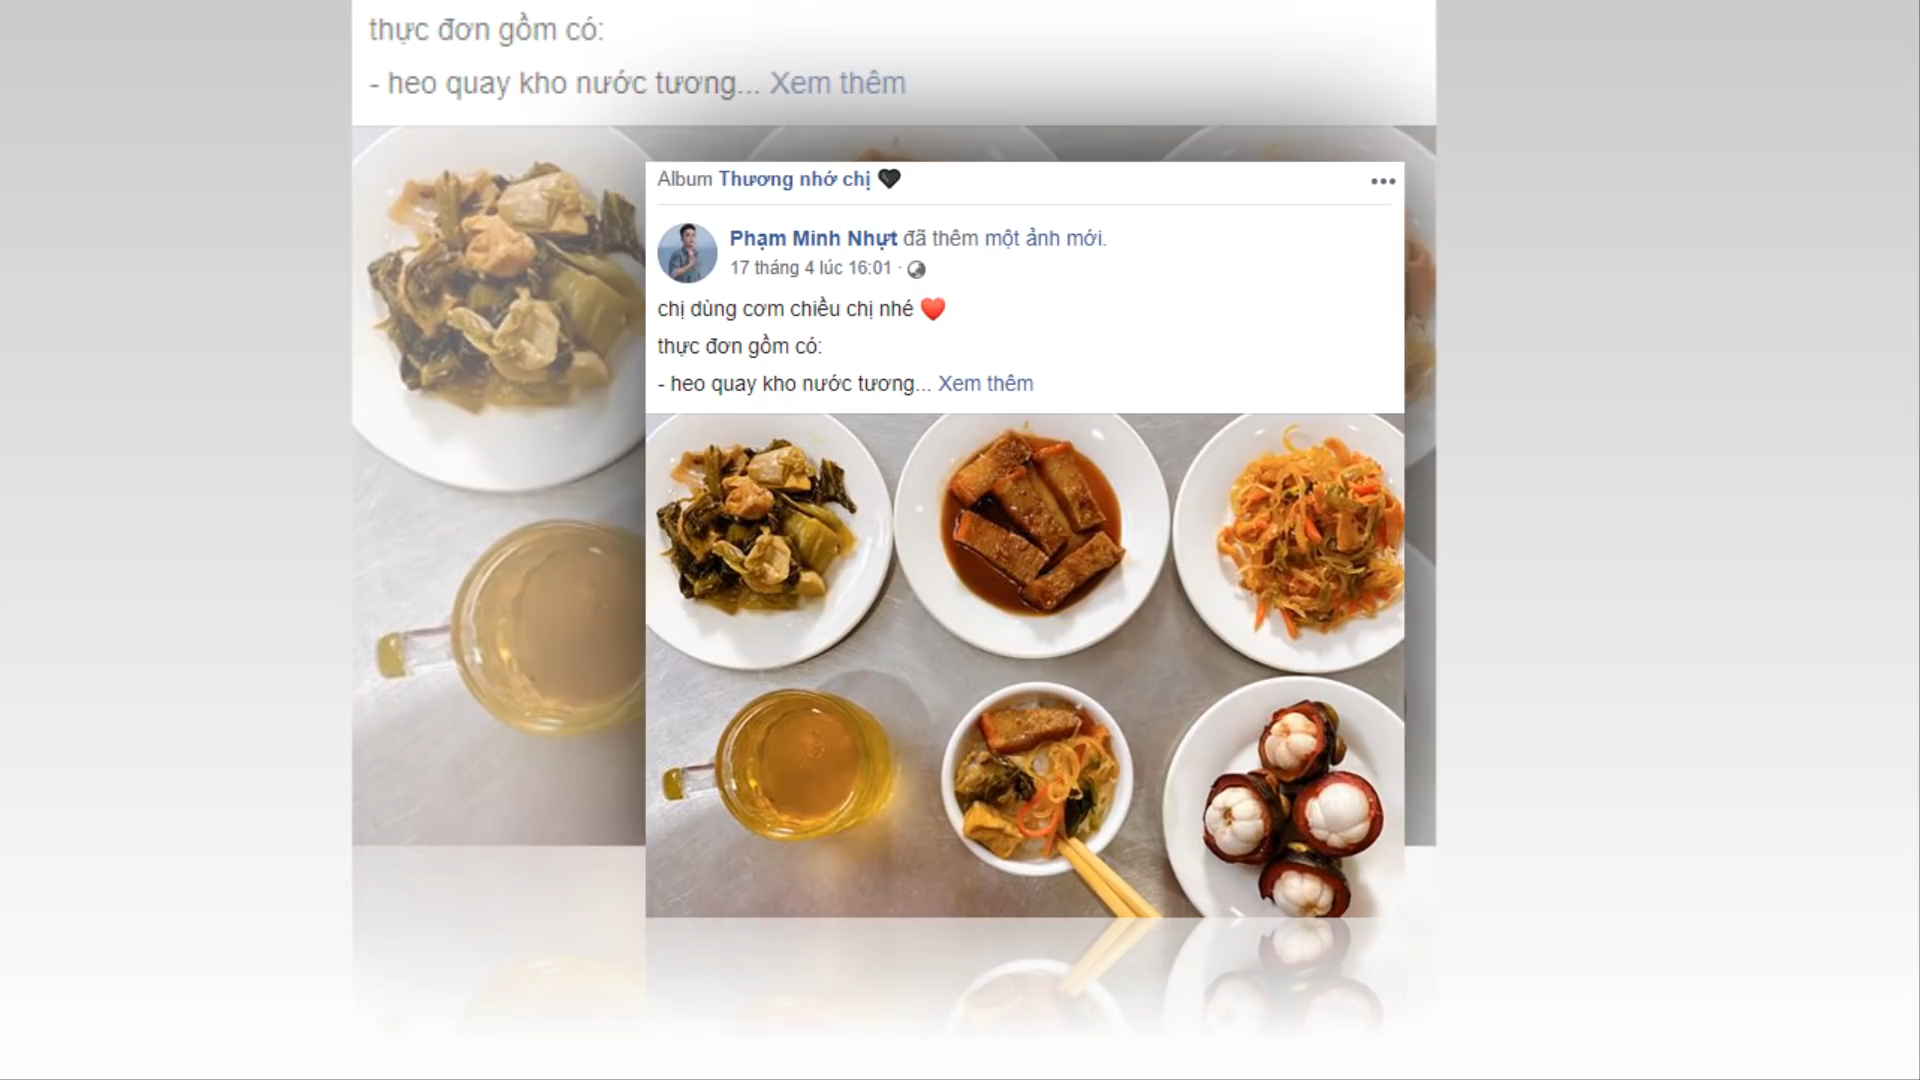 thực đơn gồm có:
- heo quay kho nước tương... Xem thêm
Album Thương nhớ chị 🖤
Phạm Minh Nhựt đã thêm một ảnh mới.
17 tháng 4 lúc 16:01 ·
chị dùng cơm chiều chị nhé ❤️
thực đơn gồm có:
- heo quay kho nước tương... Xem thêm